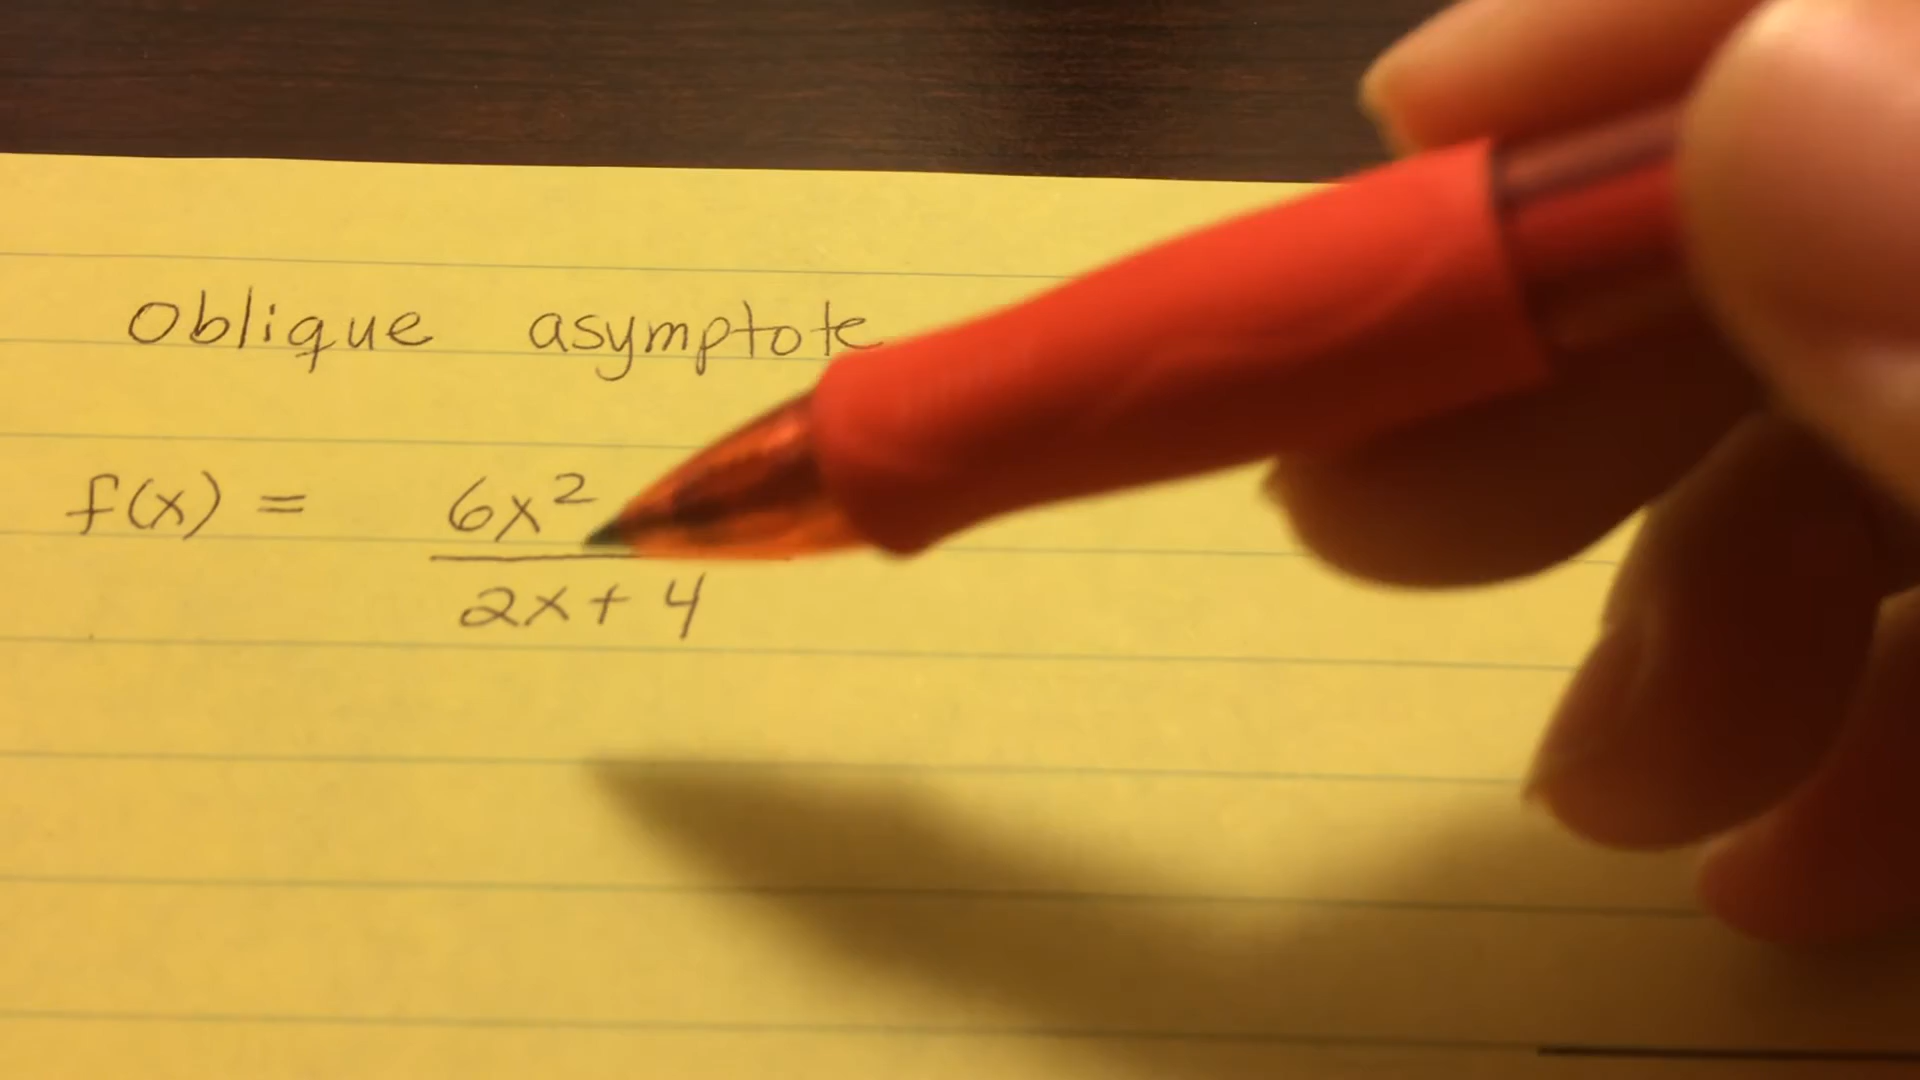 Oblique asymptote
f(x) = 6x²
2x + 4